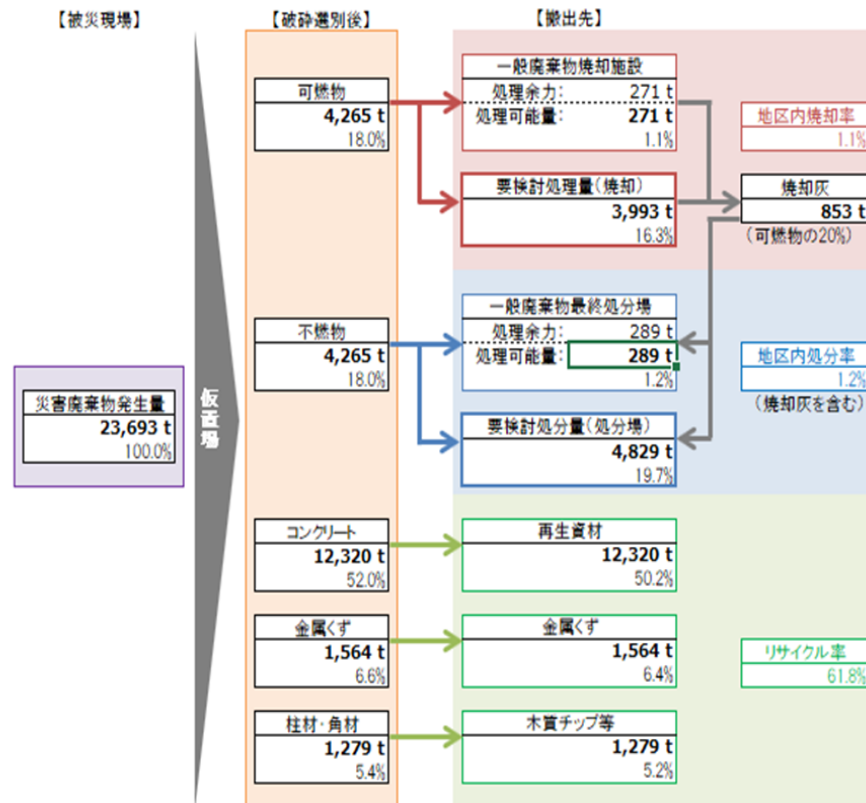 【被災現場】
【破砕選別後】
【搬出先】
災害廃棄物発生量
23,693 t
100.0%
仮置場
可燃物
4,265 t
18.0%
一般廃棄物焼却施設
処理余力: 271 t
処理可能量: 271 t
1.1%
地区内焼却率
1.1%
要検討処理量(焼却)
3,993 t
16.3%
焼却灰
853 t
(可燃物の20%)
不燃物
4,265 t
18.0%
一般廃棄物最終処分場
処理余力: 289 t
処理可能量: 289 t
1.2%
地区内処分率
1.2%
(焼却灰を含む)
要検討処分量(処分場)
4,829 t
19.7%
コンクリート
12,320 t
52.0%
再生資材
12,320 t
50.2%
金属くず
1,564 t
6.6%
金属くず
1,564 t
6.4%
リサイクル率
61.8%
柱材・角材
1,279 t
5.4%
木質チップ等
1,279 t
5.2%